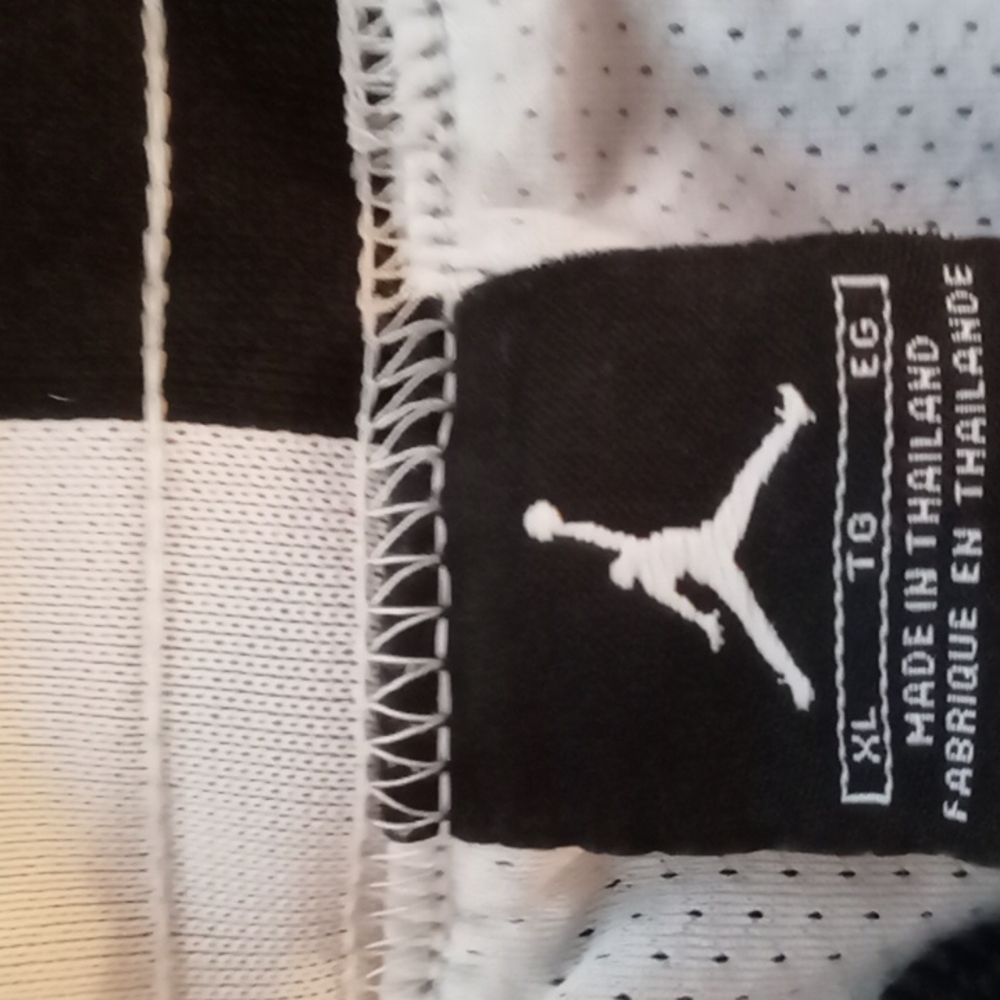 XL TG EG
MADE IN THAILAND
FABRIQUE EN THAILANDE